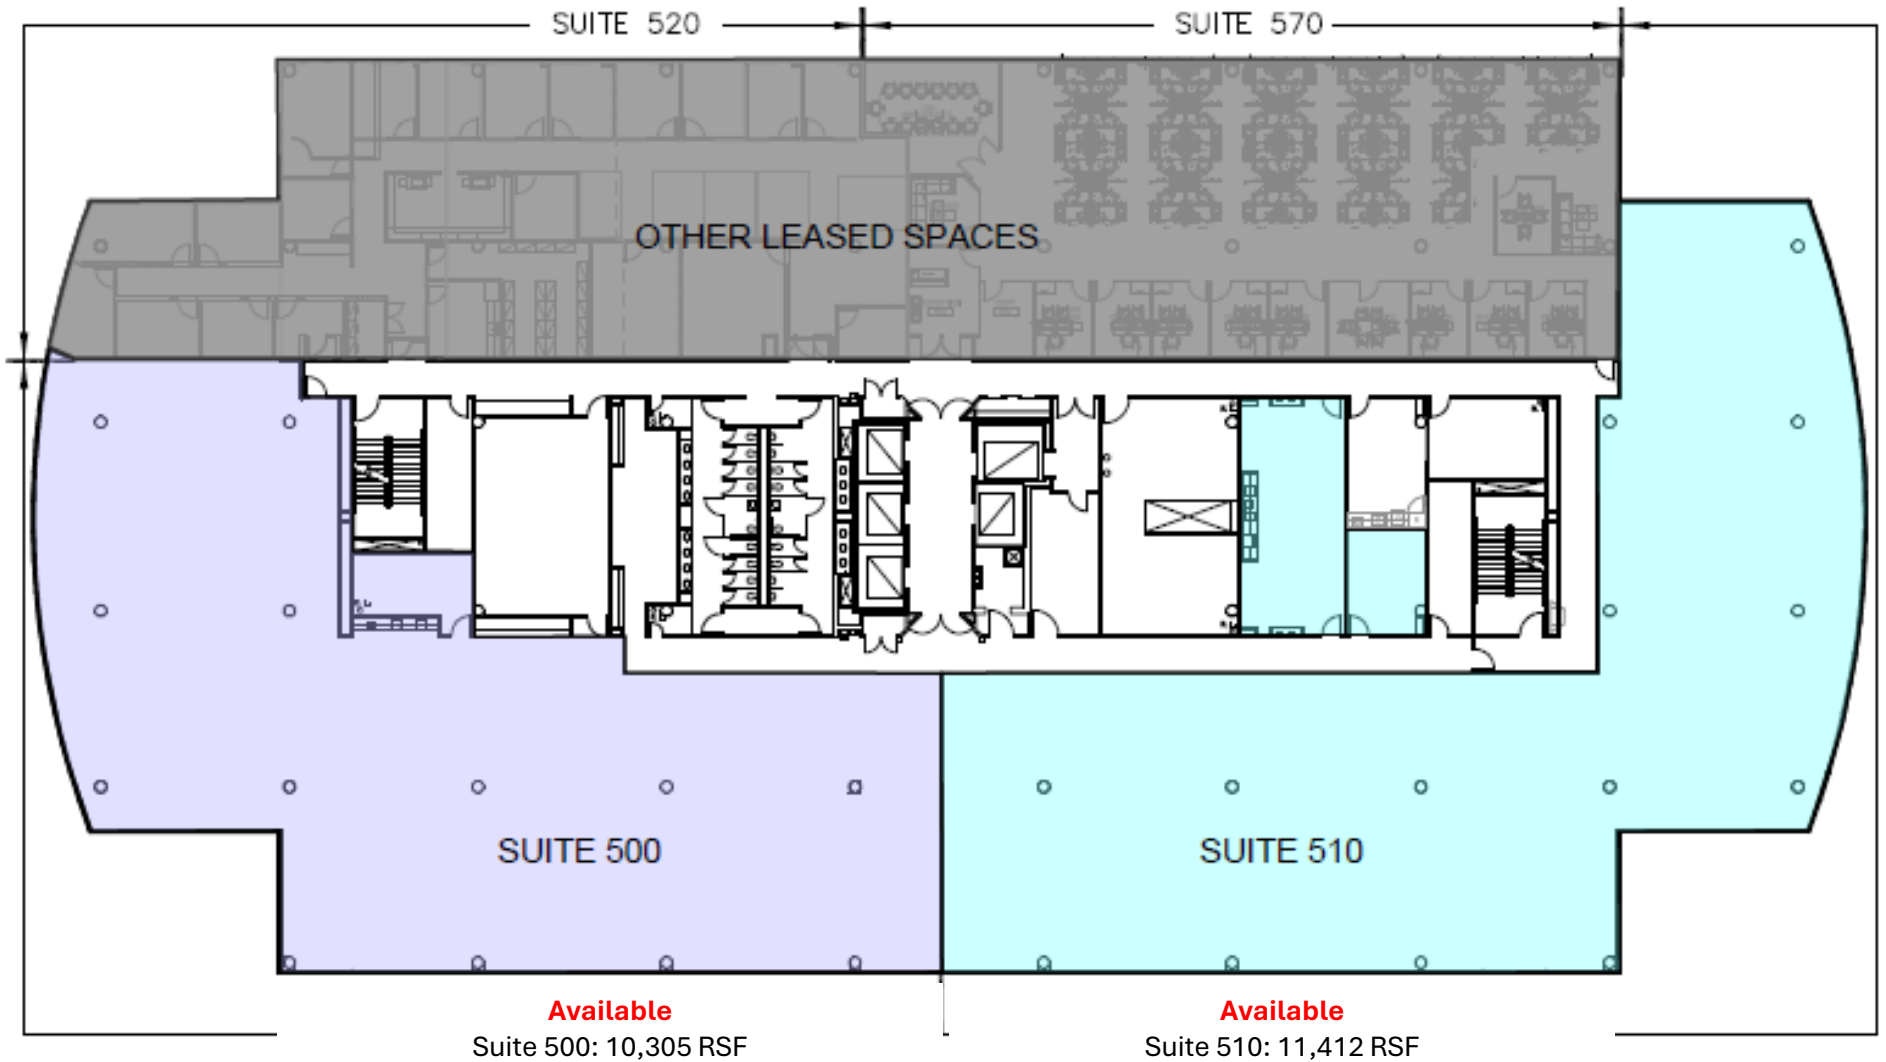 SUITE 520
SUITE 570
OTHER LEASED SPACES
SUITE 500
SUITE 510
Available
Suite 500: 10,305 RSF
Available
Suite 510: 11,412 RSF